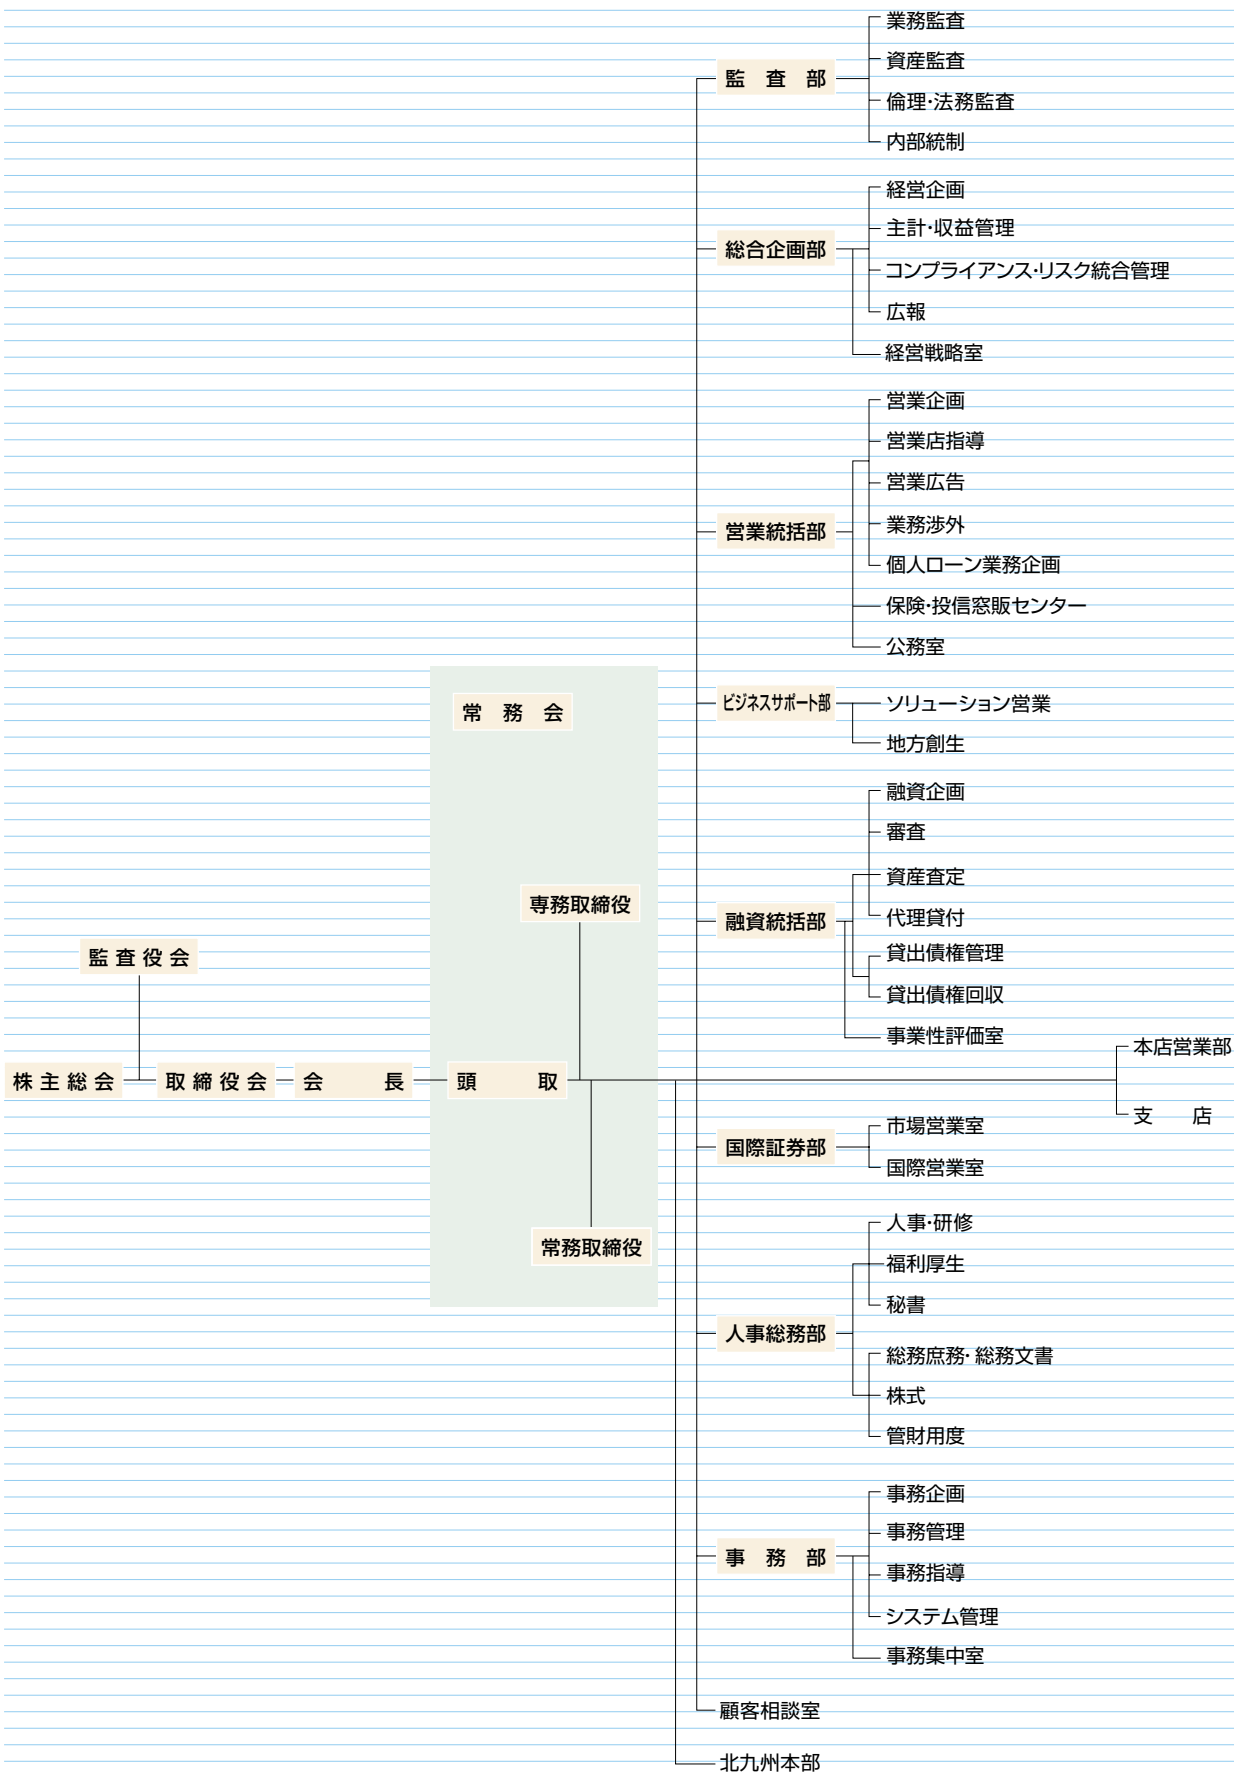 業務監査
資産監査
監　査　部
倫理・法務監査
内部統制
経営企画
主計・収益管理
総合企画部
コンプライアンス・リスク統合管理
広報
経営戦略室
営業企画
営業店指導
営業広告
営業統括部
業務渉外
個人ローン業務企画
保険・投信窓販センター
公務室
常　務　会
ビジネスサポート部
ソリューション営業
地方創生
融資企画
審査
資産査定
専務取締役
融資統括部
代理貸付
監 査 役 会
貸出債権管理
貸出債権回収
事業性評価室
本店営業部
株 主 総 会
取 締 役 会
会　　　長
頭　　　取
支　　店
市場営業室
国際証券部
国際営業室
人事・研修
常務取締役
福利厚生
秘書
人事総務部
総務庶務・総務文書
株式
管財用度
事務企画
事務管理
事　務　部
事務指導
システム管理
事務集中室
顧客相談室
北九州本部